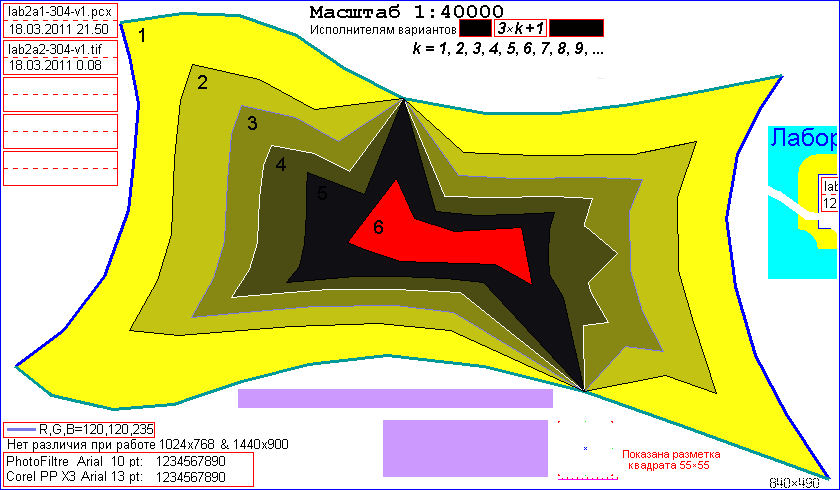 lab2a1-304-v1.pcx
18.03.2011 21.50
lab2a2-304-v1.tif
18.03.2011 0.08
Масштаб 1:40000
Исполнителям вариантов 3×k+1
k = 1, 2, 3, 4, 5, 6, 7, 8, 9, ...
1
2
3
4
5
6
Лабор
lab
12
R,G,B=120,120,235
Нет различия при работе 1024x768 & 1440x900
PhotoFiltre Arial 10 pt: 1234567890
Corel PP X3 Arial 13 pt: 1234567890
Показана разметка
квадрата 55×55
840×490